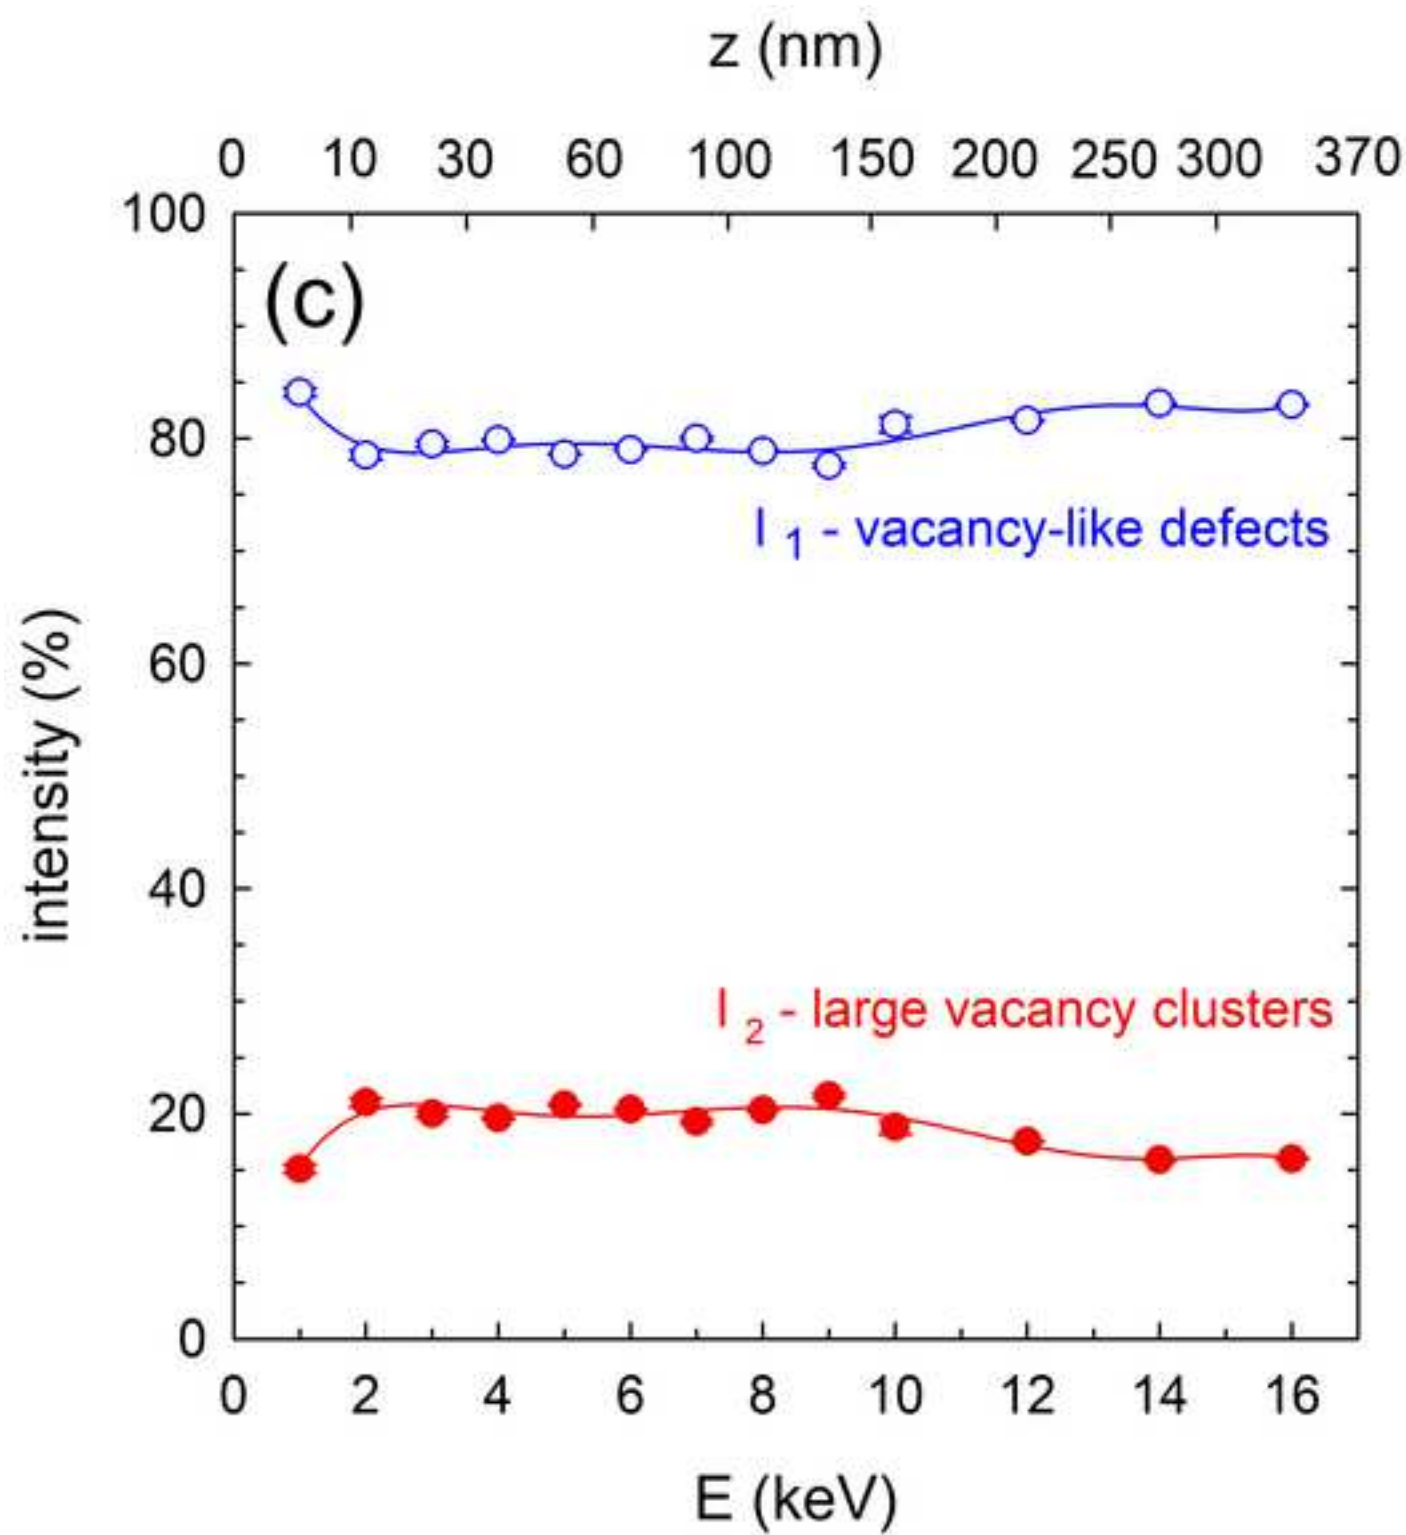 z (nm)
0 10 30 60 100 150 200 250 300 370
100
(c)
80
I 1 - vacancy-like defects
60
intensity (%)
40
I 2 - large vacancy clusters
20
0
0 2 4 6 8 10 12 14 16
E (keV)